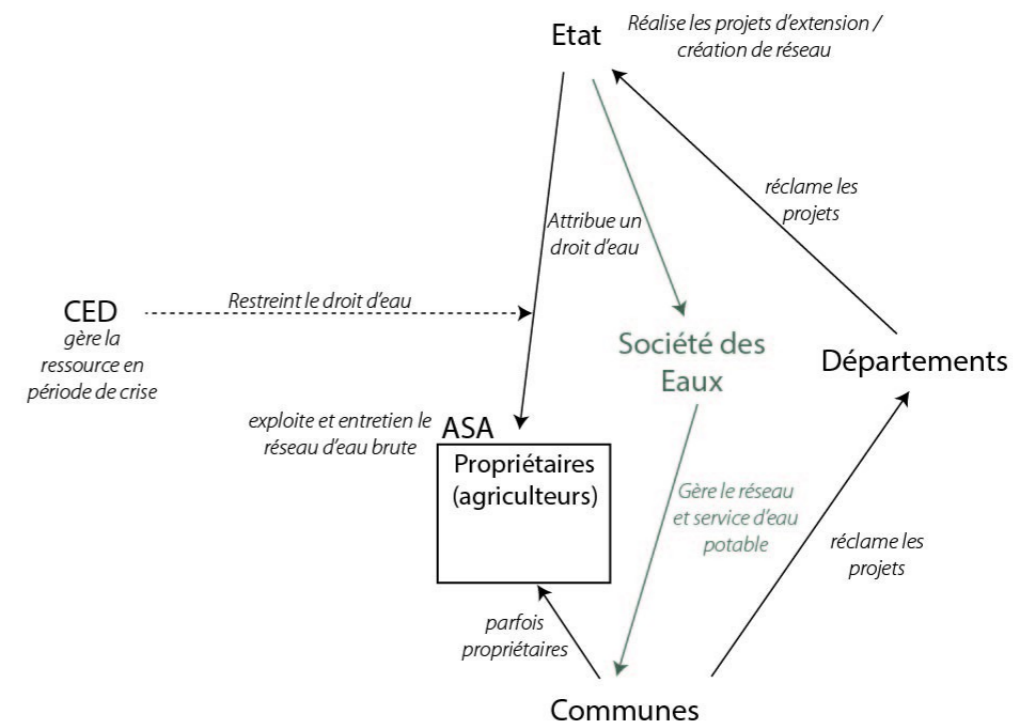 Etat
Réalise les projets d'extension /
création de réseau
réclame les
projets
Attribue un
droit d'eau
Restreint le droit d'eau
CED
gère la
ressource en
période de crise
Société des
Eaux
Départements
exploite et entretien le
réseau d'eau brute
ASA
Propriétaires
(agriculteurs)
Gère le réseau
et service d'eau
potable
réclame les
projets
parfois
propriétaires
Communes